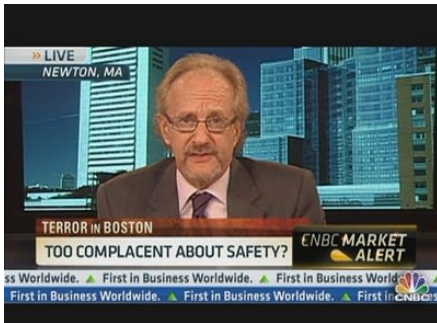 » LIVE
NEWTON, MA
TERROR IN BOSTON
TOO COMPLACENT ABOUT SAFETY?
CNBC MARKET
ALERT
ss Worldwide. ▲ First in Business Worldwide. ▲ First in Business World
First in Business Worldwide. ▲ First in Business Worldwide. ▲ First in
CNBC